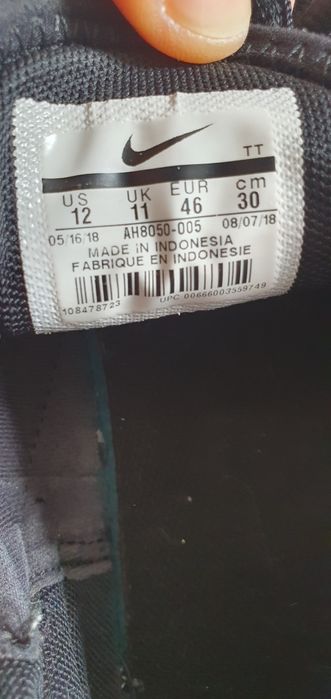 TT
US UK EUR cm
12 11 46 30
05/16/18 AH8050-005 08/07/18
MADE IN INDONESIA
FABRIQUE EN INDONESIE
108478723 UPC 00666003559749